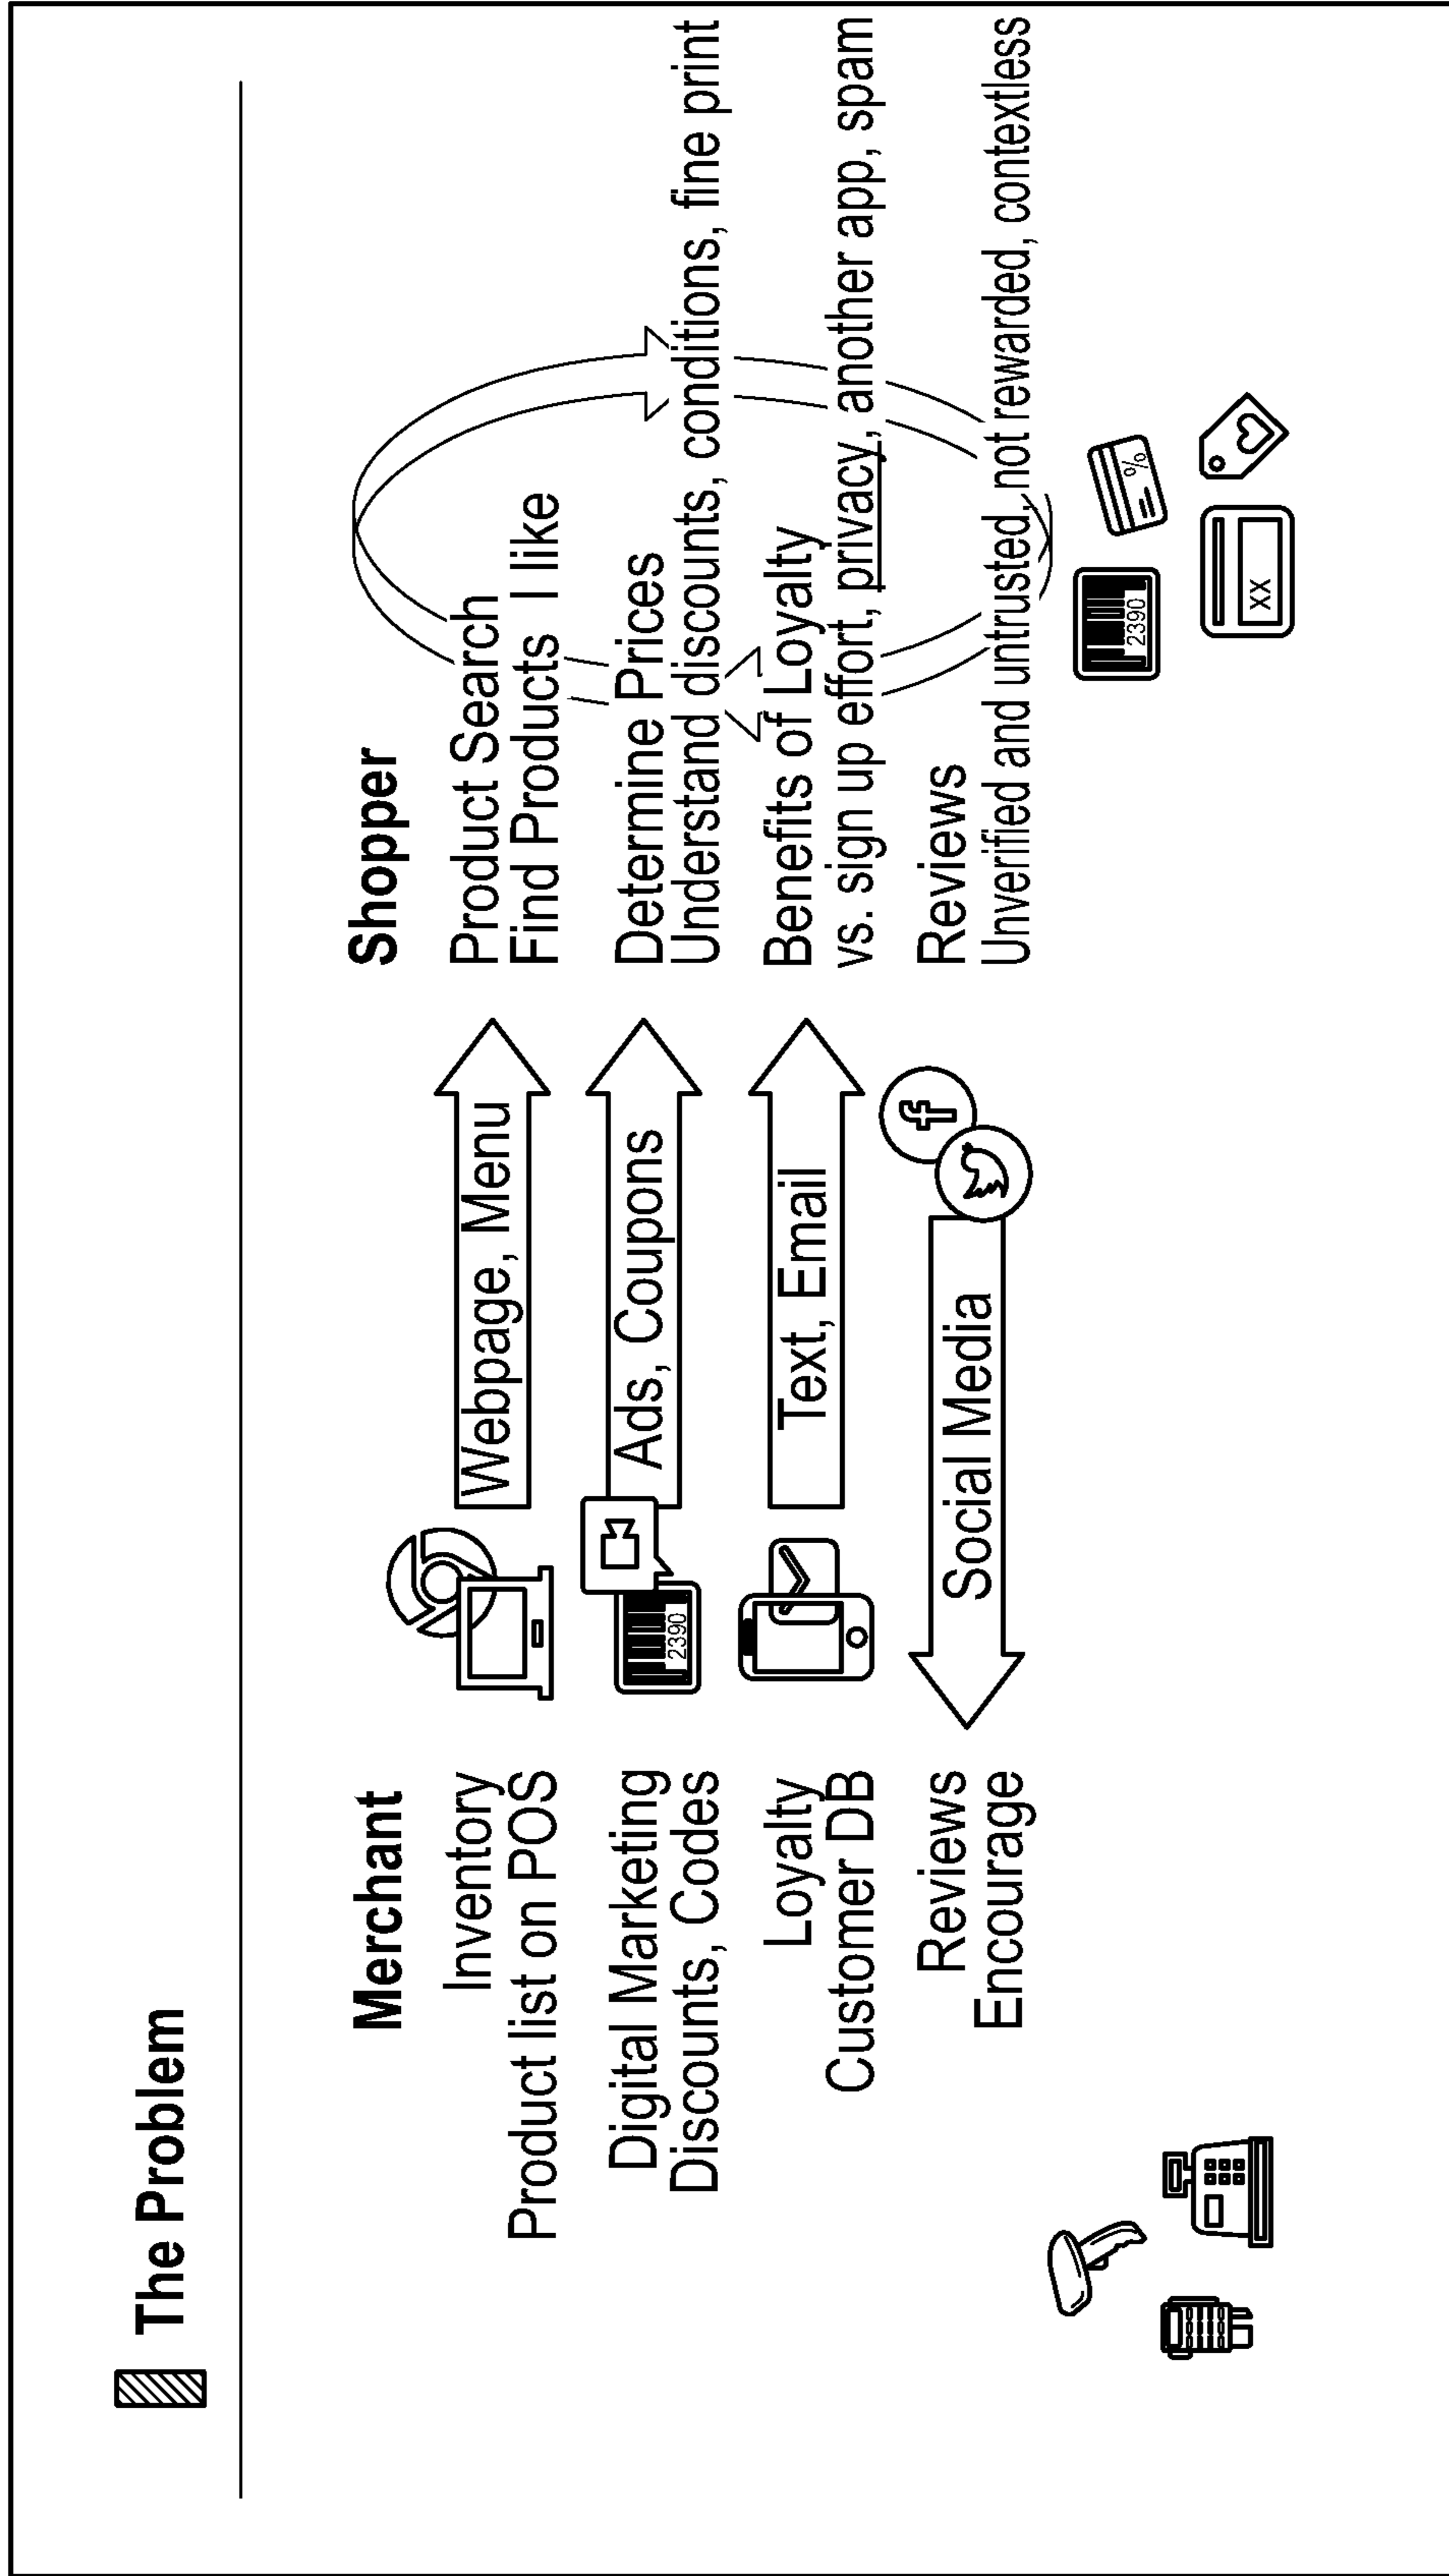 The Problem
Merchant
Shopper
Inventory
Product list on POS
Webpage, Menu
Product Search
Find Products I like
Digital Marketing
Discounts, Codes
2390
Ads, Coupons
Determine Prices
Understand discounts, conditions, fine print
Loyalty
Customer DB
Text, Email
Benefits of Loyalty
vs. sign up effort, privacy, another app, spam
Reviews
Encourage
Social Media
f
Reviews
Unverified and untrusted, not rewarded, contextless
2390
%
XX